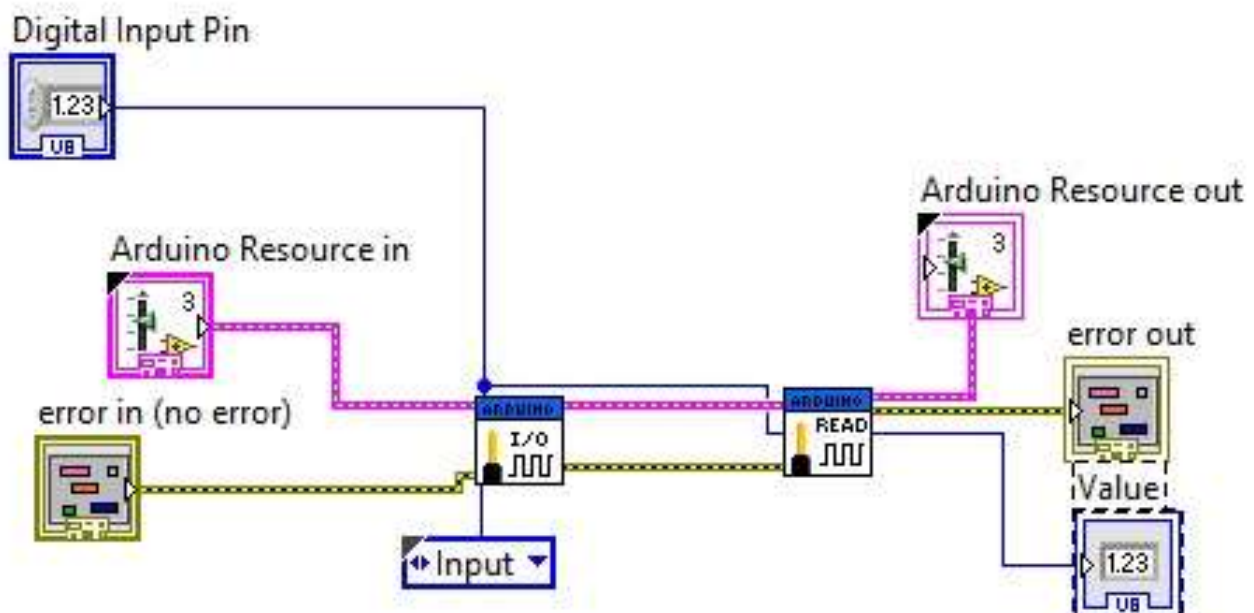 Digital Input Pin
1.23
U8
Arduino Resource out
3
Arduino Resource in
3
error out
error in (no error)
ARDUINO
I/O
ARDUINO
READ
Value
Input
1.23
U8